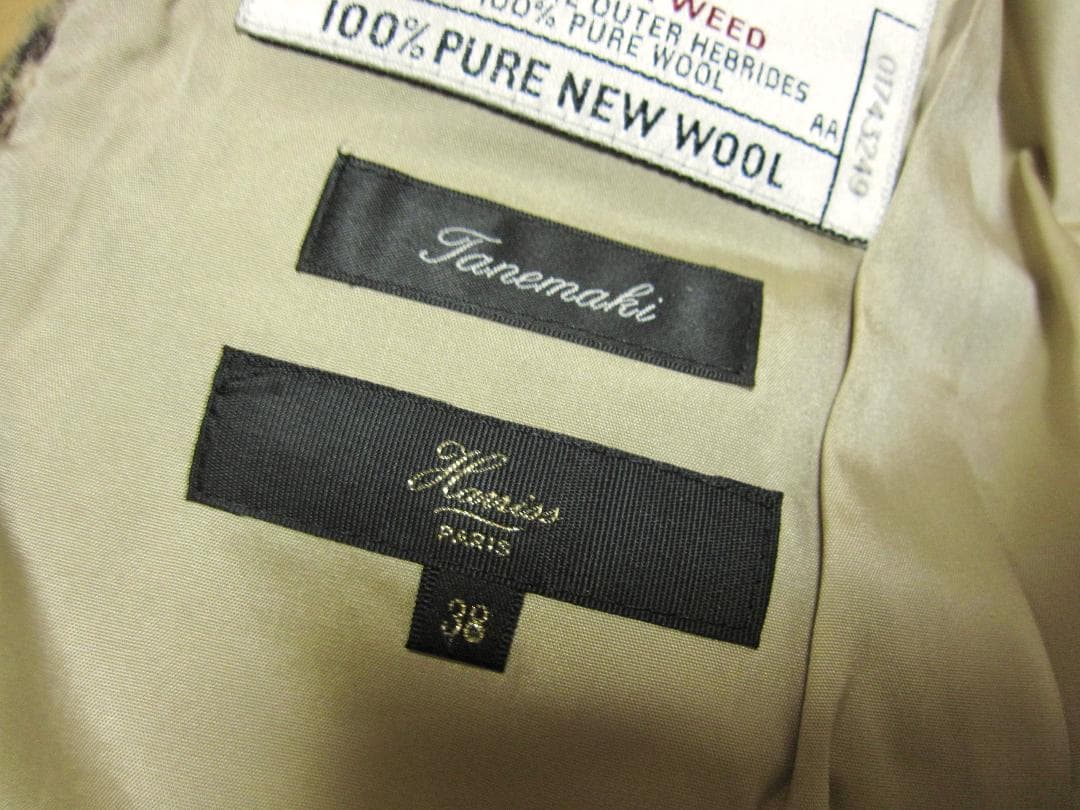 WEED
OUTER HEBRIDES
100% PURE WOOL
100% PURE NEW WOOL
AA
01743249
Tanemaki
Harriss
PARIS
38